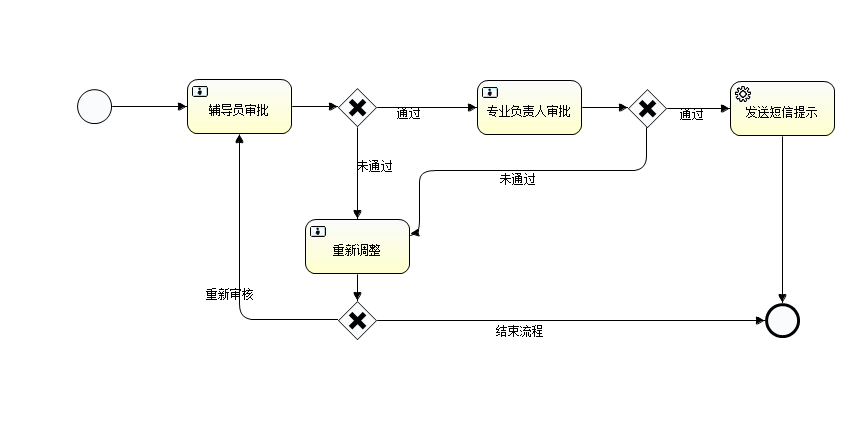 辅导员审批
通过
专业负责人审批
通过
发送短信提示
未通过
未通过
重新调整
重新审核
结束流程